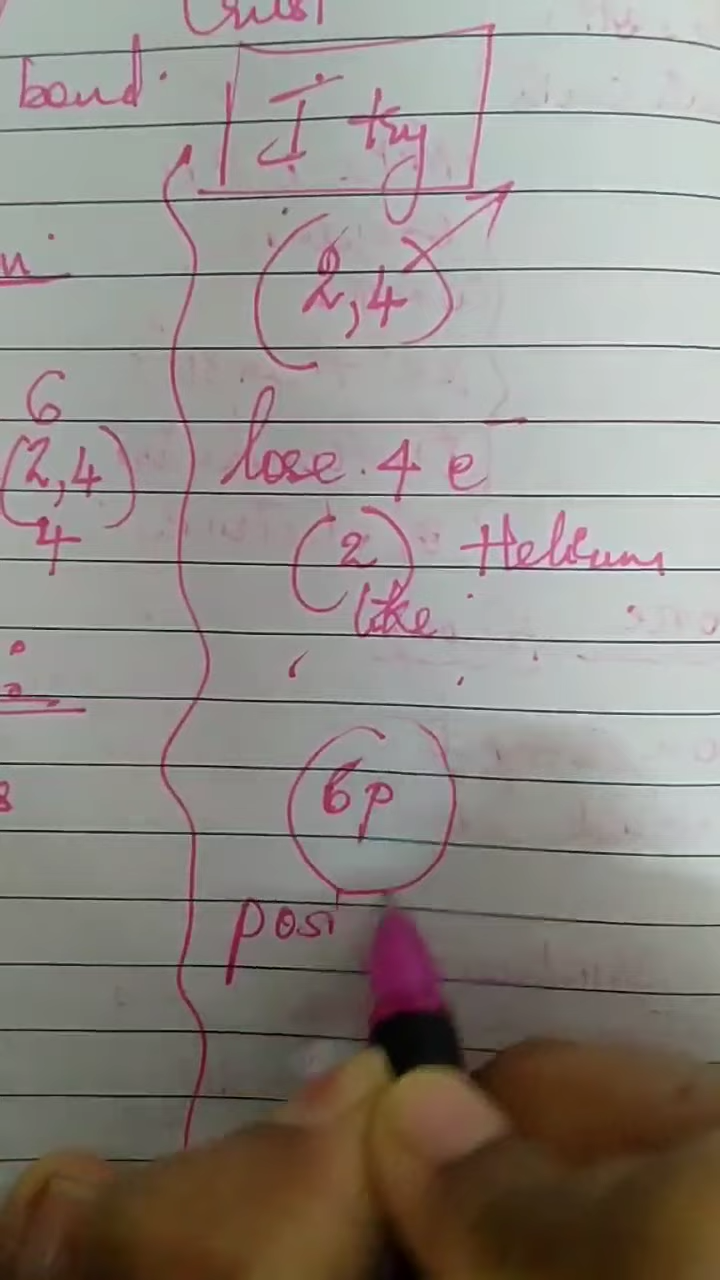 bond.
I try
(2,4)
6
(2,4)
4
lose 4 e
(2) Helium
like
6p
posi